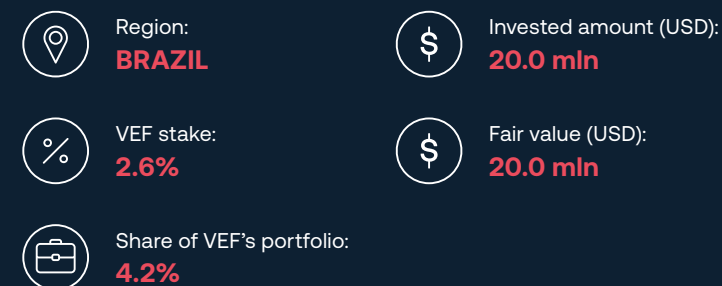 Region:
BRAZIL
Invested amount (USD):
20.0 mln
VEF stake:
2.6%
Fair value (USD):
20.0 mln
Share of VEF's portfolio:
4.2%